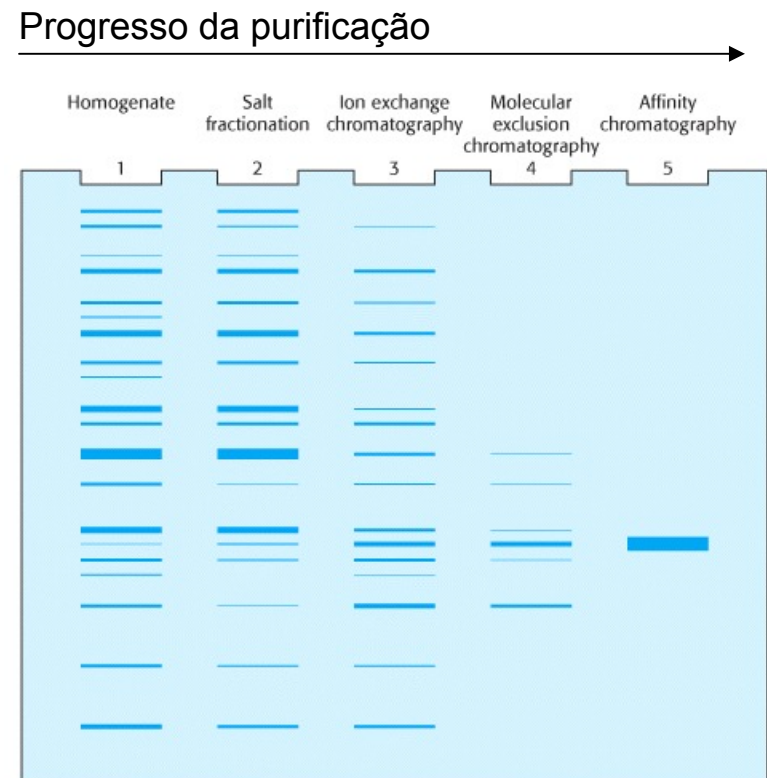 Progresso da purificação
Homogenate
Salt
fractionation
Ion exchange
chromatography
Molecular
exclusion
chromatography
Affinity
chromatography
1 2 3 4 5